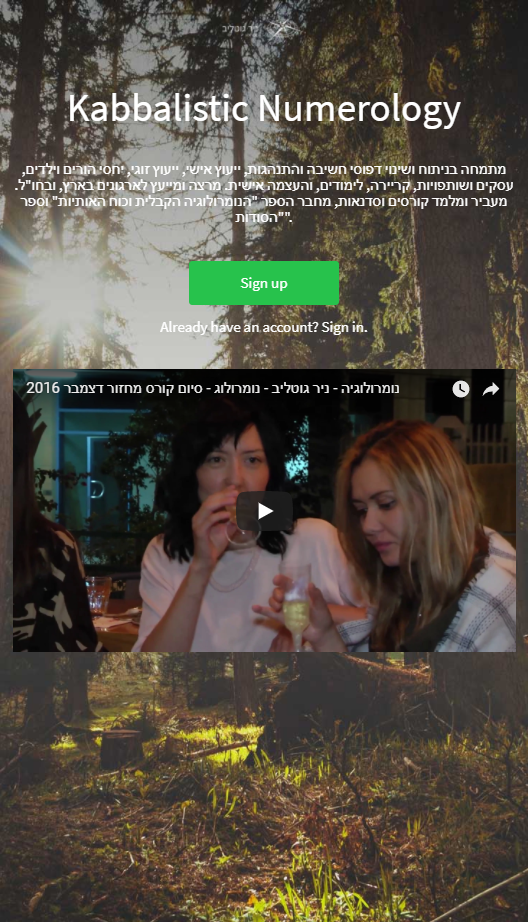 ניר גוטליב
Kabbalistic Numerology
מתמחה בניתוח ושינוי דפוסי חשיבה והתנהגות, ייעוץ אישי, ייעוץ זוגי, יחסי הורים וילדים,
עסקים ושותפויות, קריירה, לימודים, והעצמה אישית. מרצה ומייעץ לארגונים בארץ, ובחו"ל.
מעביר ומלמד קורסים וסדנאות, מחבר הספר "הנומרולוגיה הקבלית וכוח האותיות" וספר
"הסודות".
Sign up
Already have an account? Sign in.
נומרולוגיה - ניר גוטליב - נומרולוג - סיום קורס מחזור דצמבר 2016